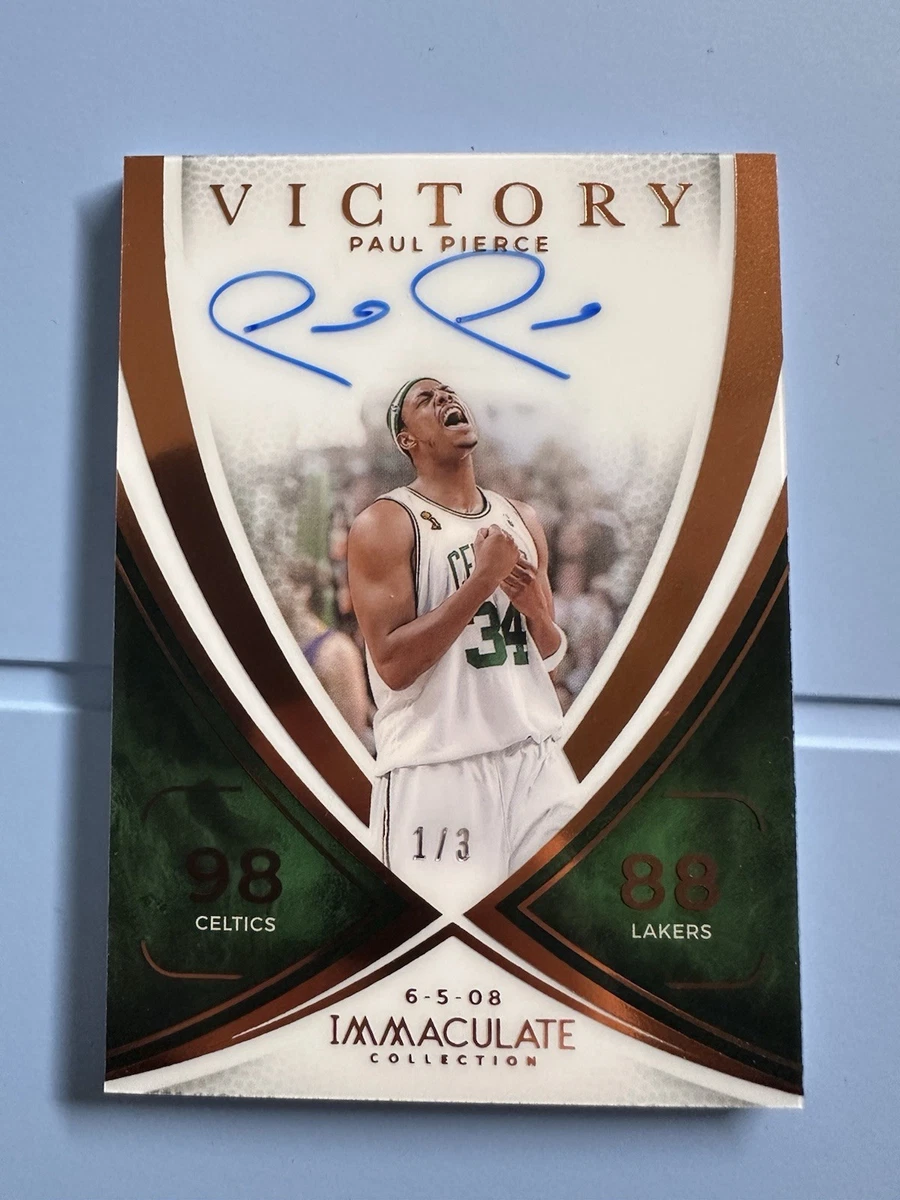 VICTORY
PAUL PIERCE
34
1/3
98
CELTICS
88
LAKERS
6-5-08
IMMACULATE
COLLECTION